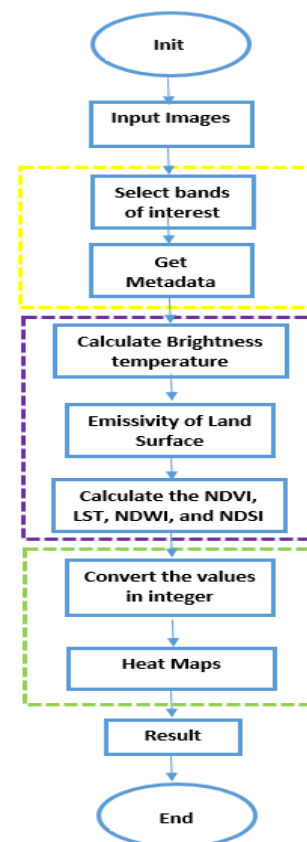 Init
Input Images
Select bands
of interest
Get
Metadata
Calculate Brightness
temperature
Emissivity of Land
Surface
Calculate the NDVI,
LST, NDWI, and NDSI
Convert the values
in integer
Heat Maps
Result
End